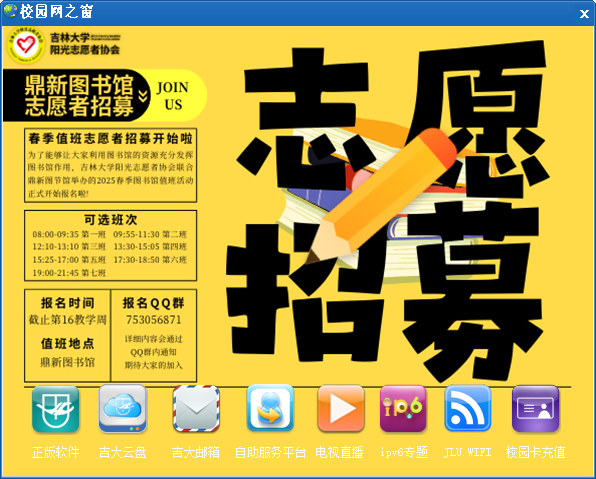 校园网之窗
x
吉林大学
阳光志愿者协会
鼎新图书馆
志愿者招募
JOIN
US
志愿
招募
春季值班志愿者招募开始啦
为了能够让大家利用图书馆的资源充分发挥
图书馆作用，吉林大学阳光志愿者协会联合
鼎新图节馆举办的2025春季图书馆值班活动
正式开始报名啦!
可选班次
08:00-09:35 第一班 09:55-11:30 第二班
12:10-13:10 第三班 13:30-15:05 第四班
15:25-17:00 第五班 17:30-18:50 第六班
19:00-21:45 第七班
报名时间
截止第16教学周
值班地点
鼎新图书馆
报名QQ群
753056871
详细内容会通过
QQ群内通知
期待大家的加入
ipv6
正版软件
吉大云盘
吉大邮箱
自助服务平台
电视直播
ipv6专题
JLU.WIFI
校园卡充值